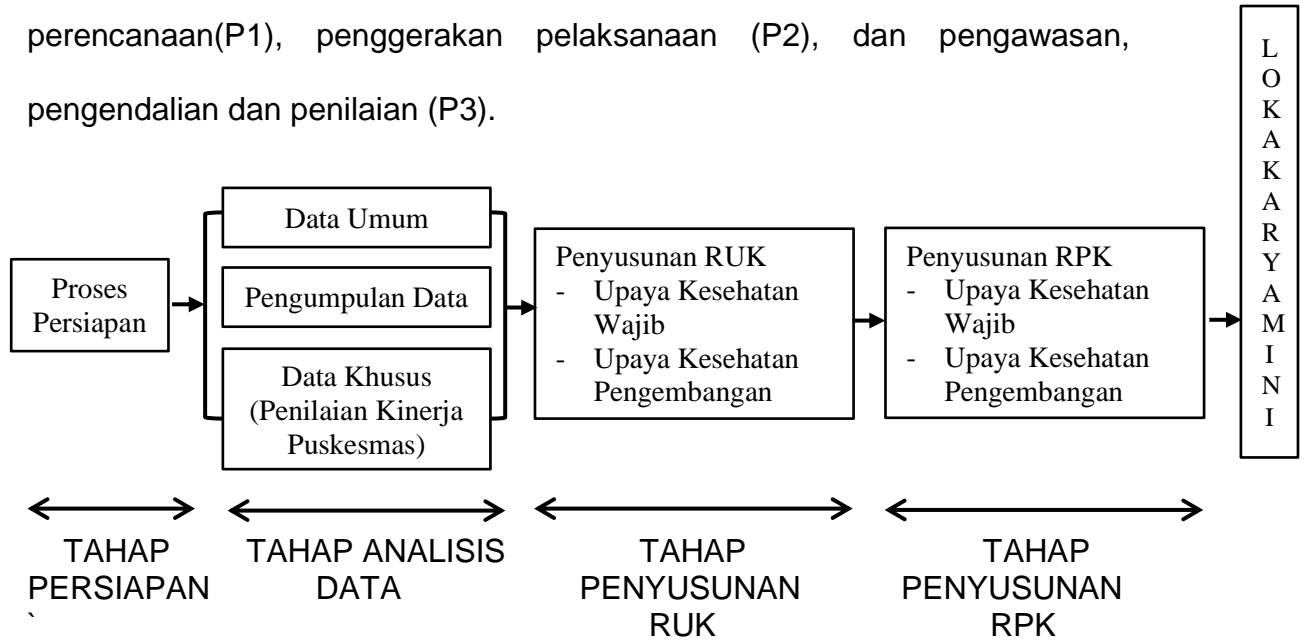 perencanaan(P1), penggerakan pelaksanaan (P2), dan pengawasan,
pengendalian dan penilaian (P3).
Proses
Persiapan
Data Umum
Pengumpulan Data
Data Khusus
(Penilaian Kinerja
Puskesmas)
Penyusunan RUK
- Upaya Kesehatan
Wajib
- Upaya Kesehatan
Pengembangan
Penyusunan RPK
- Upaya Kesehatan
Wajib
- Upaya Kesehatan
Pengembangan
L
O
K
A
K
A
R
Y
A
M
I
N
I
TAHAP
PERSIAPAN
`
TAHAP ANALISIS
DATA
TAHAP
PENYUSUNAN
RUK
TAHAP
PENYUSUNAN
RPK